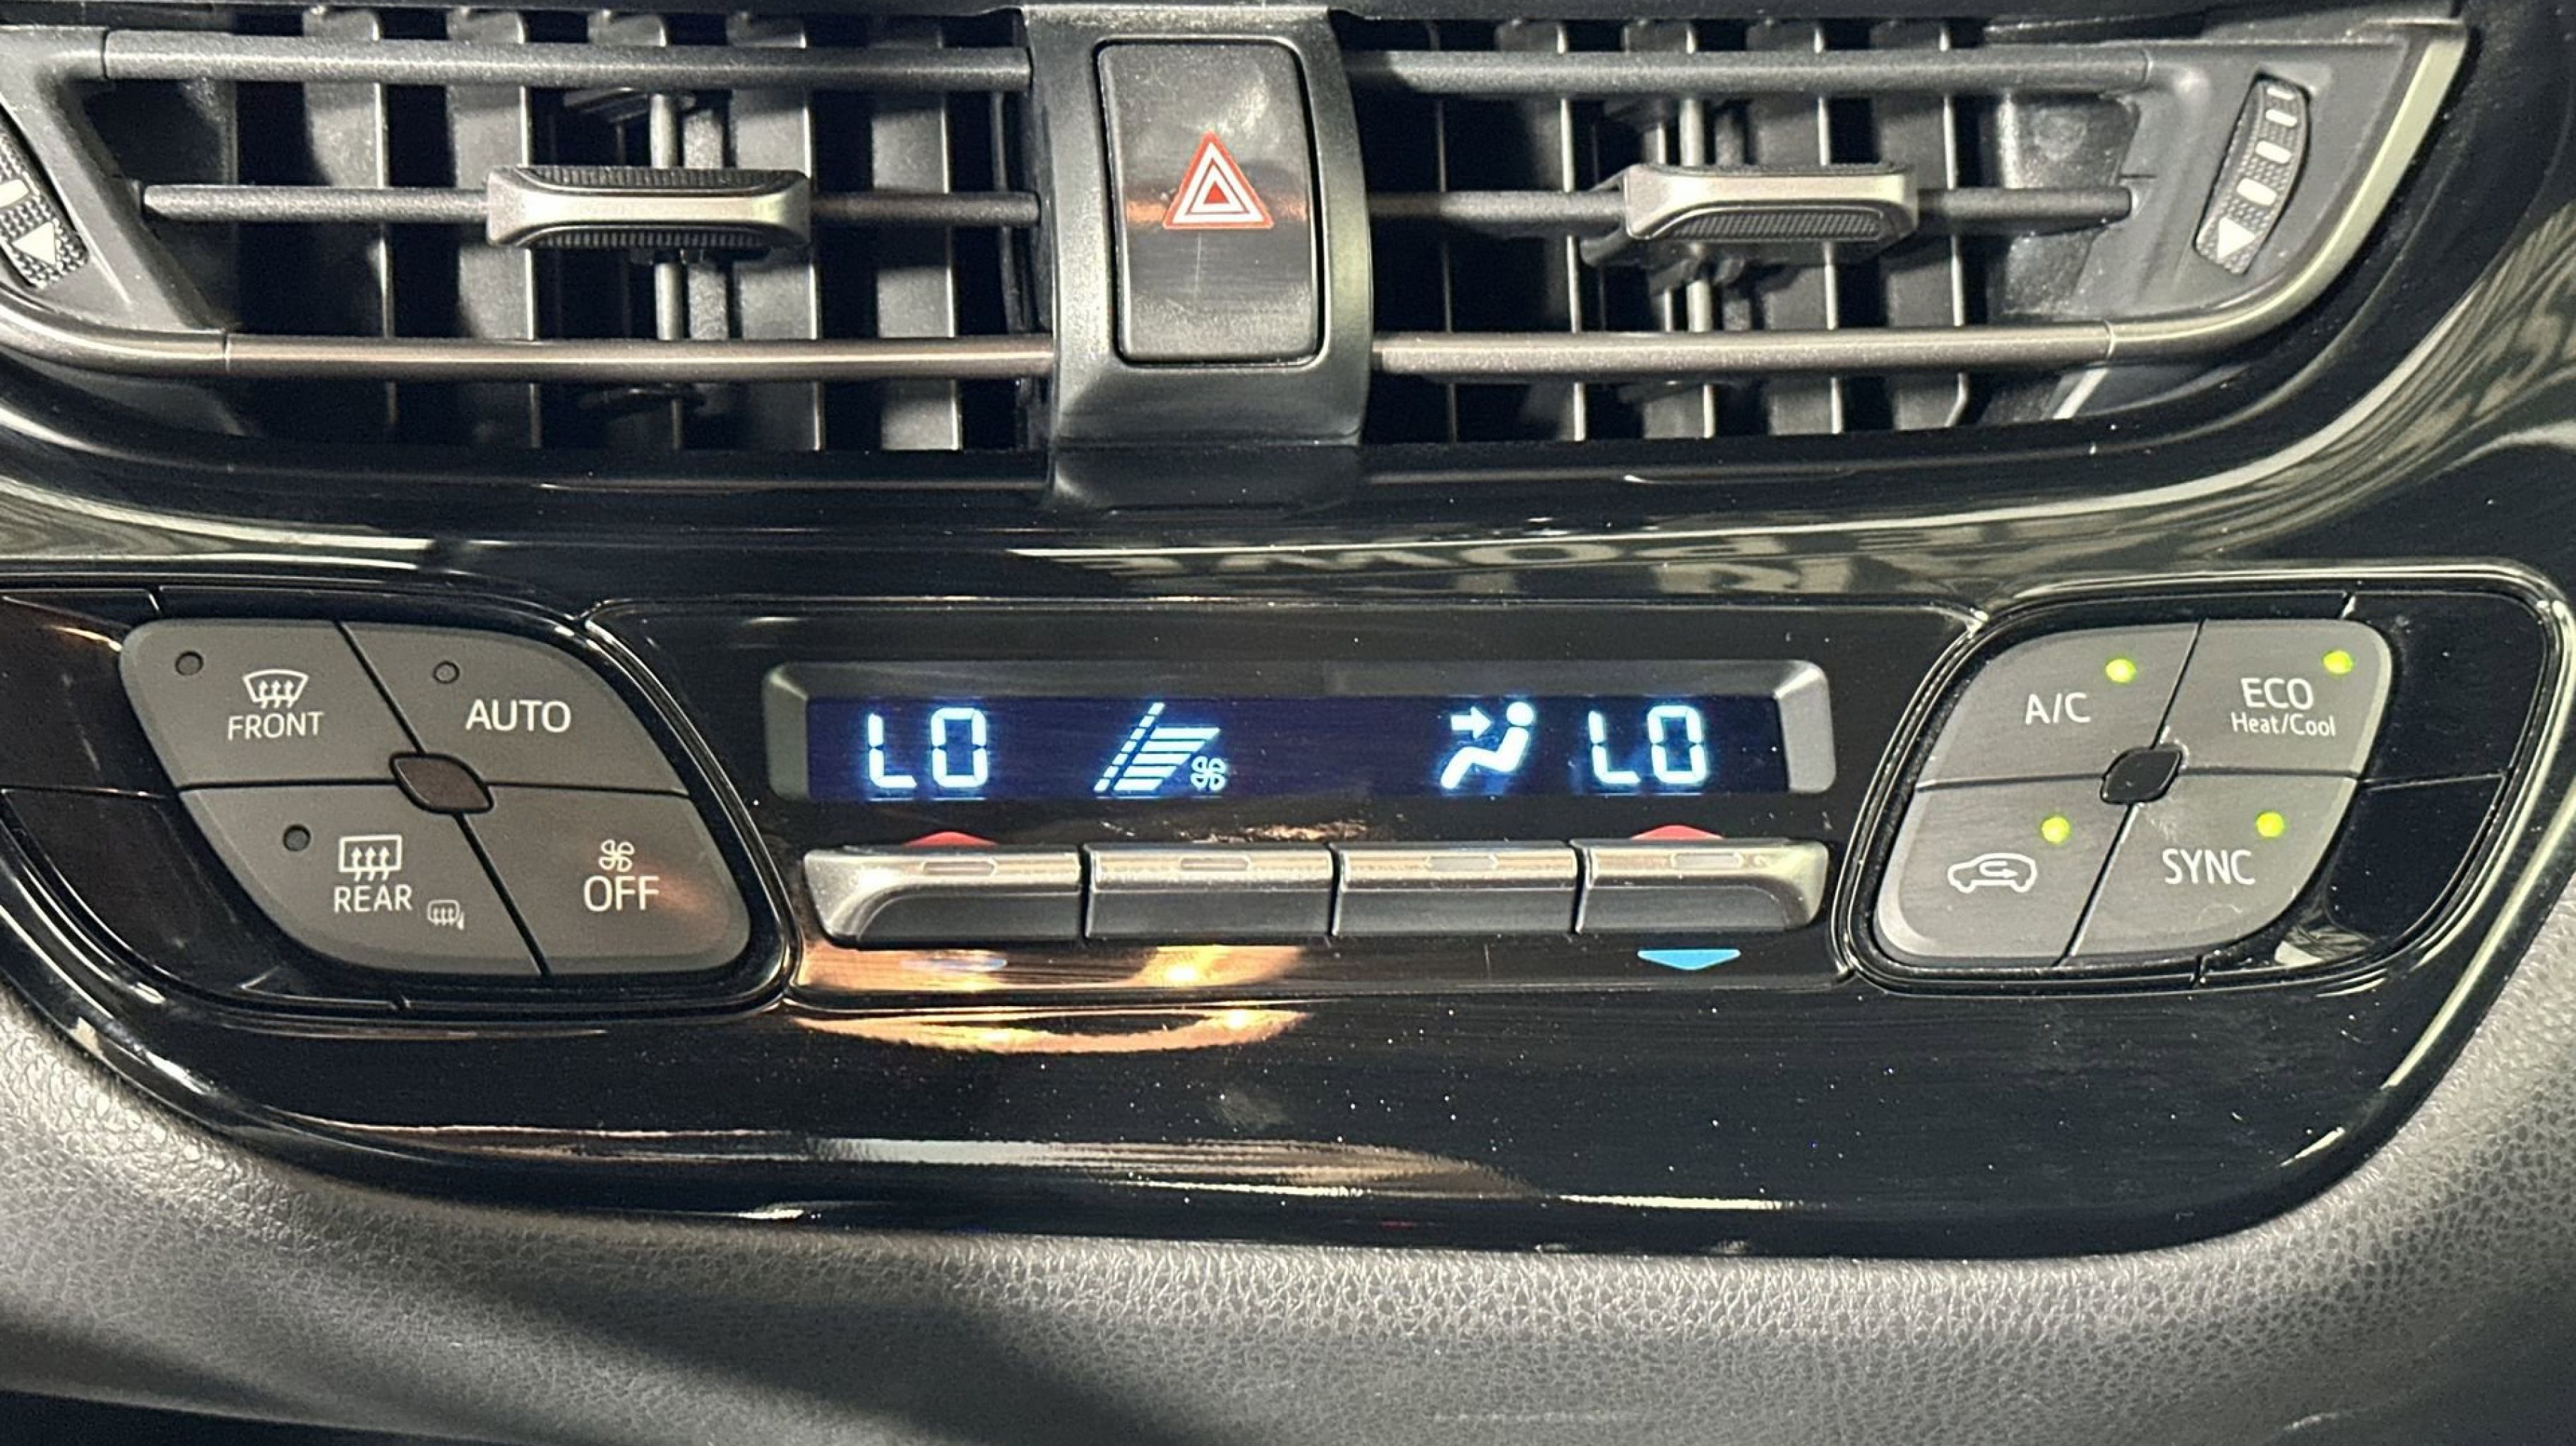 FRONT
AUTO
REAR
OFF
LO LO
A/C
ECO
Heat/Cool
SYNC